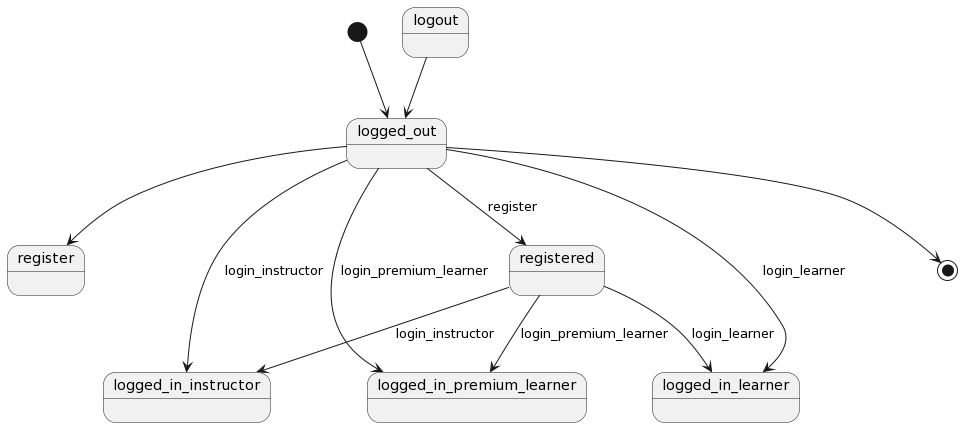 logout
logged_out
register
register
registered
login_instructor
login_premium_learner
login_learner
login_instructor
login_premium_learner
login_learner
logged_in_instructor
logged_in_premium_learner
logged_in_learner